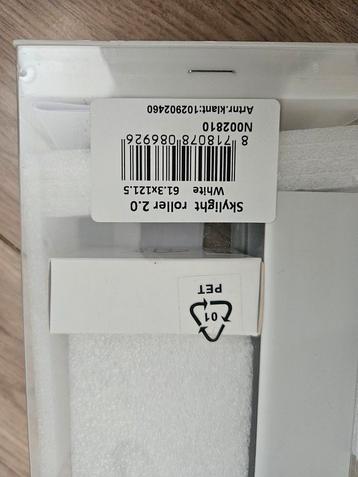 Skylight roller 2.0
White 61.3x121.5
8 718078 086926
N002810
Artnr.klant:102902460
01
PET